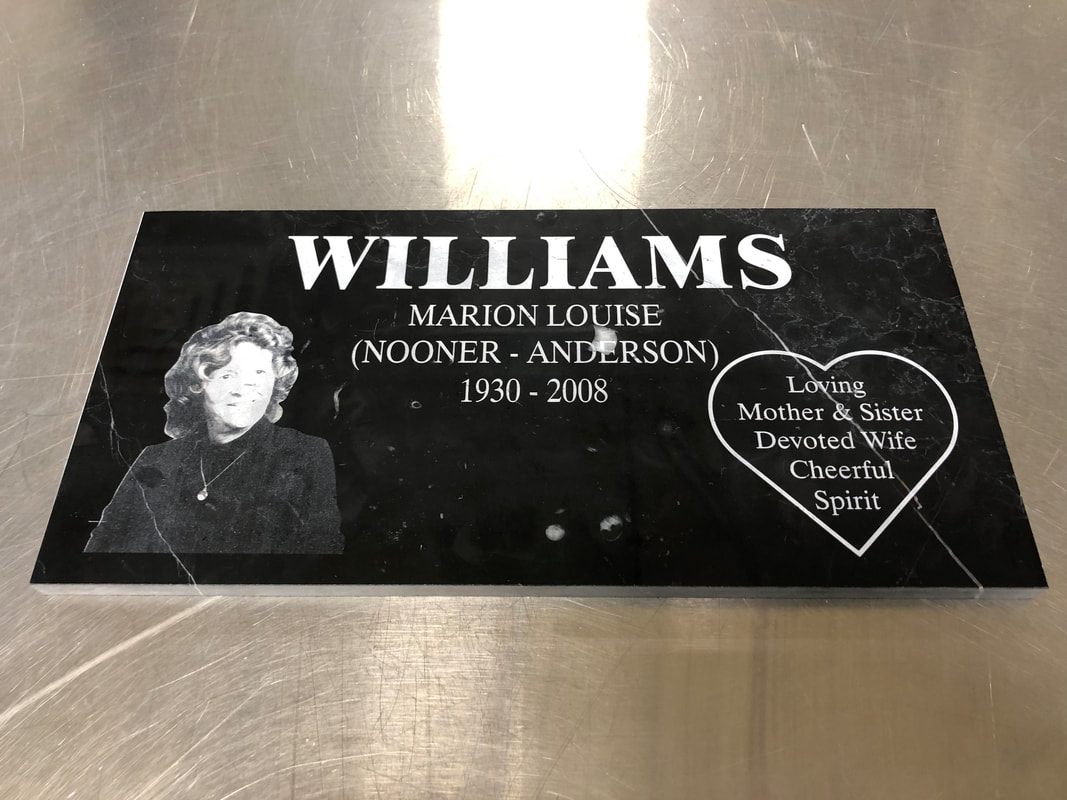 WILLIAMS
MARION LOUISE
(NOONER - ANDERSON)
1930 - 2008
Loving
Mother & Sister
Devoted Wife
Cheerful
Spirit